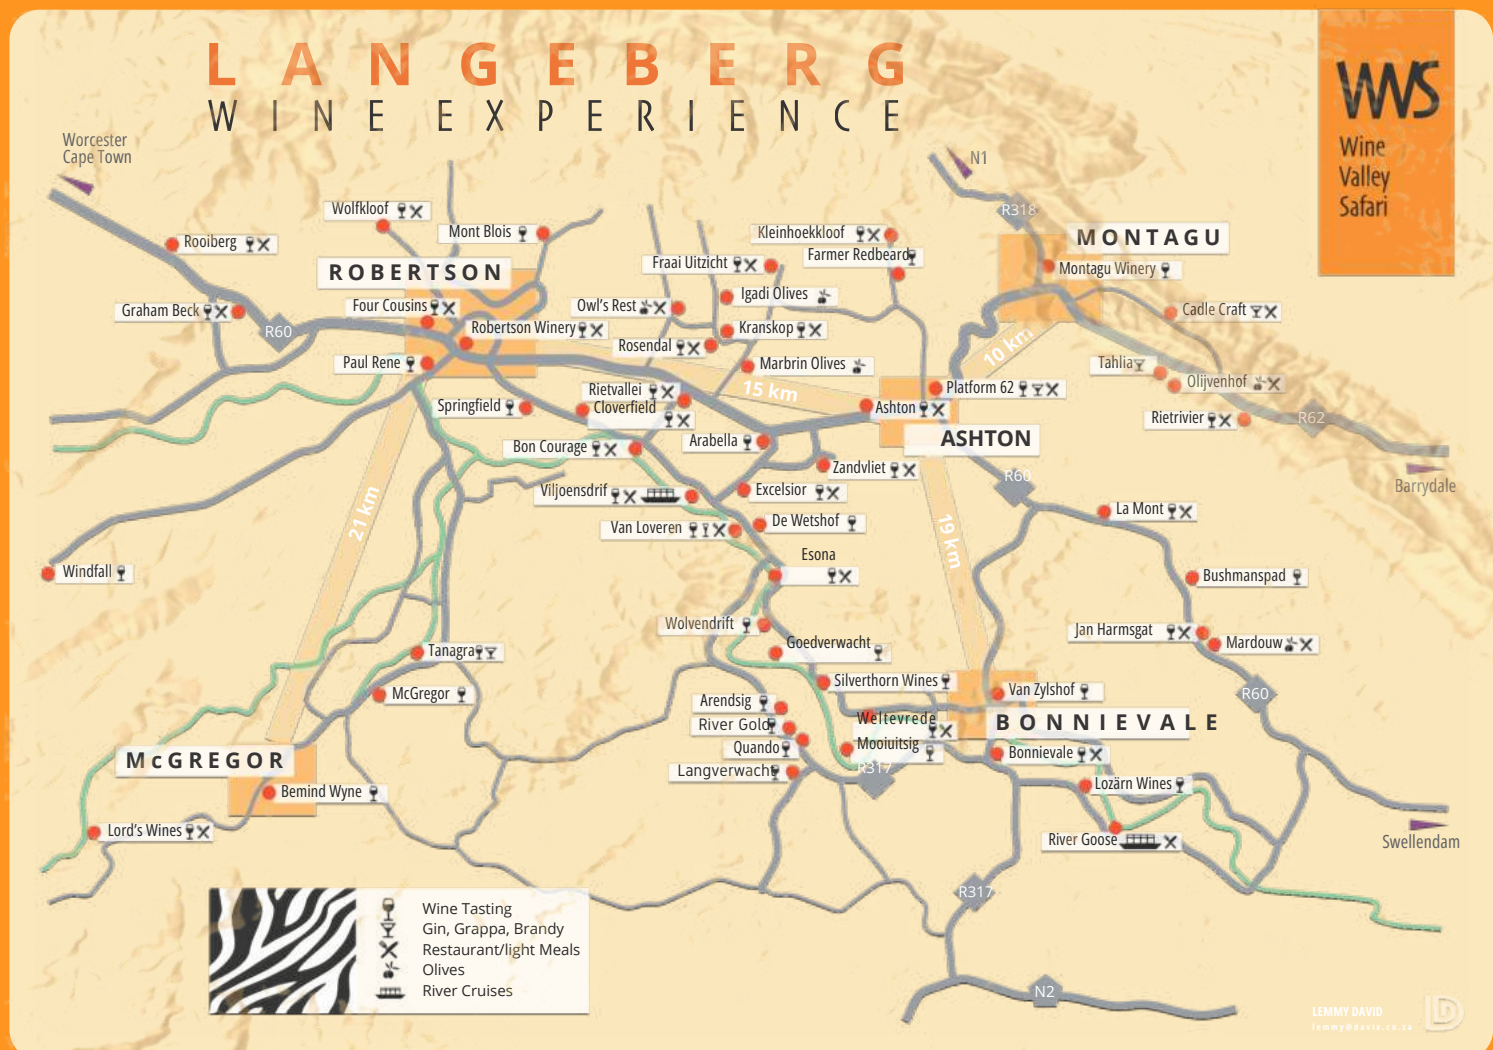 LANGEBERG
WINE EXPERIENCE
VVVS
Wine
Valley
Safari
Worcester
Cape Town
N1
R318
Wolfkloof
Rooiberg
Mont Blois
Kleinhoekkloof
Farmer Redbeard
MONTAGU
Montagu Winery
ROBERTSON
Fraai Uitzicht
Igadi Olives
Graham Beck
Four Cousins
Owl's Rest
Cadle Craft
R60
Robertson Winery
Kranskop
Rosendal
10 km
Paul Rene
Marbrin Olives
Tahlia
Olijvenhof
15 km
Platform 62
Rietvallei
Springfield
Cloverfield
Ashton
Rietrivier
R62
Bon Courage
Arabella
ASHTON
Zandvliet
R60
Barrydale
Viljoensdrif
Excelsior
21 km
Van Loveren
De Wetshof
La Mont
19 km
Esona
Windfall
Bushmanspad
Wolvendrift
Jan Harmsgat
Goedverwacht
Mardouw
Tanagra
Silverthorn Wines
McGregor
Van Zylshof
R60
Arendsig
River Gold
Weltevrede
BONNIEVALE
Quando
Mooiuitsig
Bonnievale
McGREGOR
Langverwacht
R317
Bemind Wyne
Lozärn Wines
Lord's Wines
River Goose
Swellendam
R317
Wine Tasting
Gin, Grappa, Brandy
Restaurant/light Meals
Olives
River Cruises
N2
LEMMY DAVID
lemmy@david.co.za
LD